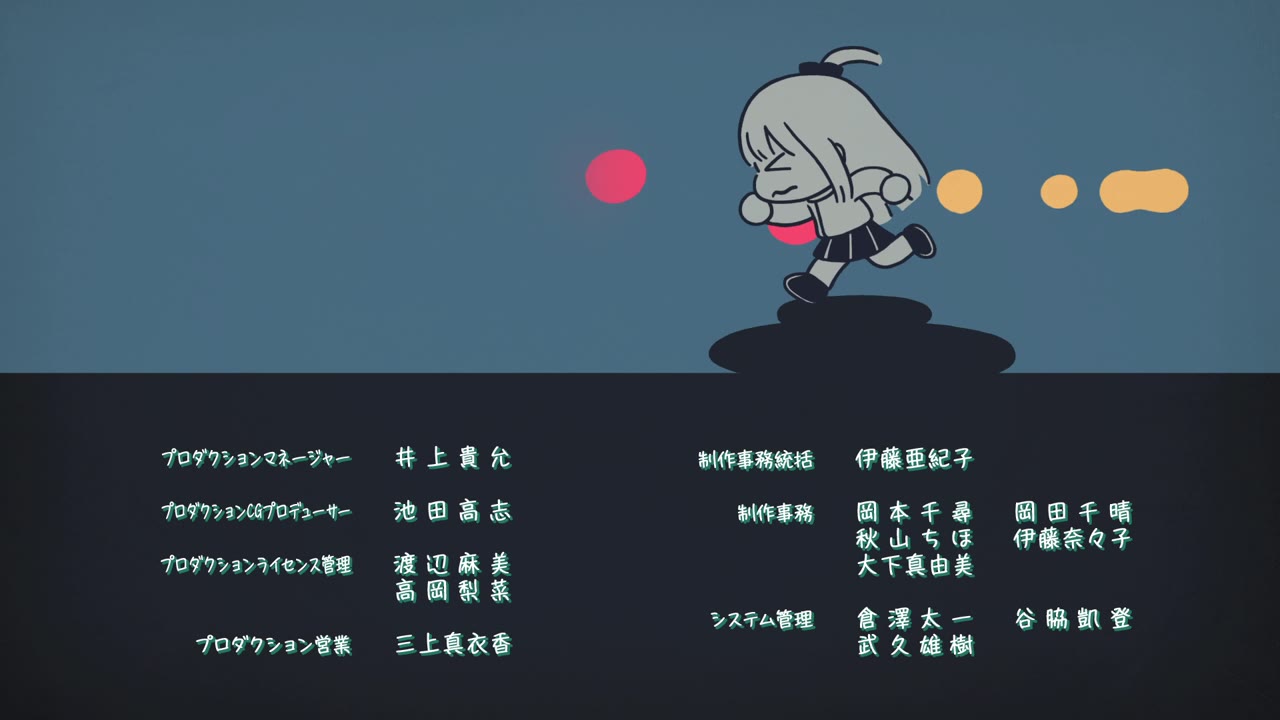 プロダクションマネージャー 井上貴允
プロダクションCGプロデューサー 池田高志
プロダクションライセンス管理 渡辺麻美
高岡梨菜
プロダクション営業 三上真衣香
制作事務統括 伊藤亜紀子
制作事務 岡本千尋 岡田千晴
秋山ちほ 伊藤奈々子
大下真由美
システム管理 倉澤太一 谷脇凱登
武久雄樹